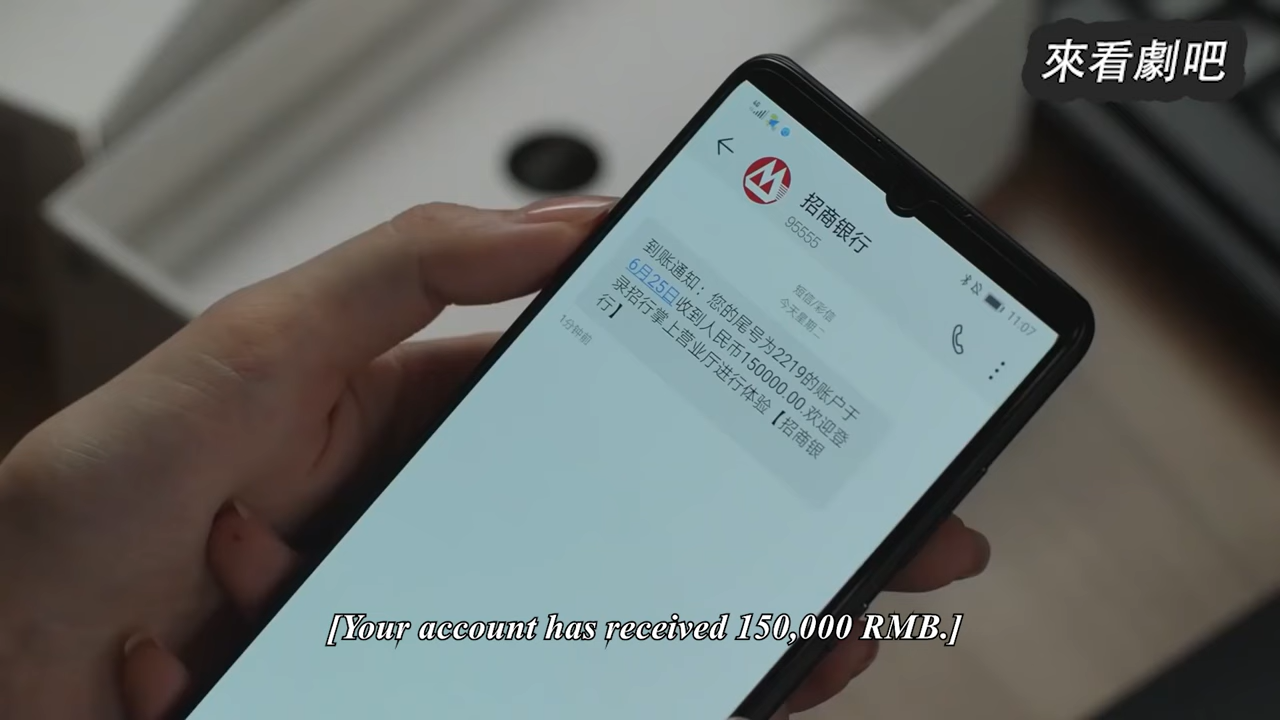 來看劇吧
4G
11:07
招商银行
95555
短信/彩信
今天星期二
到账通知：您的尾号为2219的账户于
6月25日收到人民币150000.00.欢迎登
录招行掌上营业厅进行体验【招商银
行】
1分钟前
[Your account has received 150,000 RMB.]